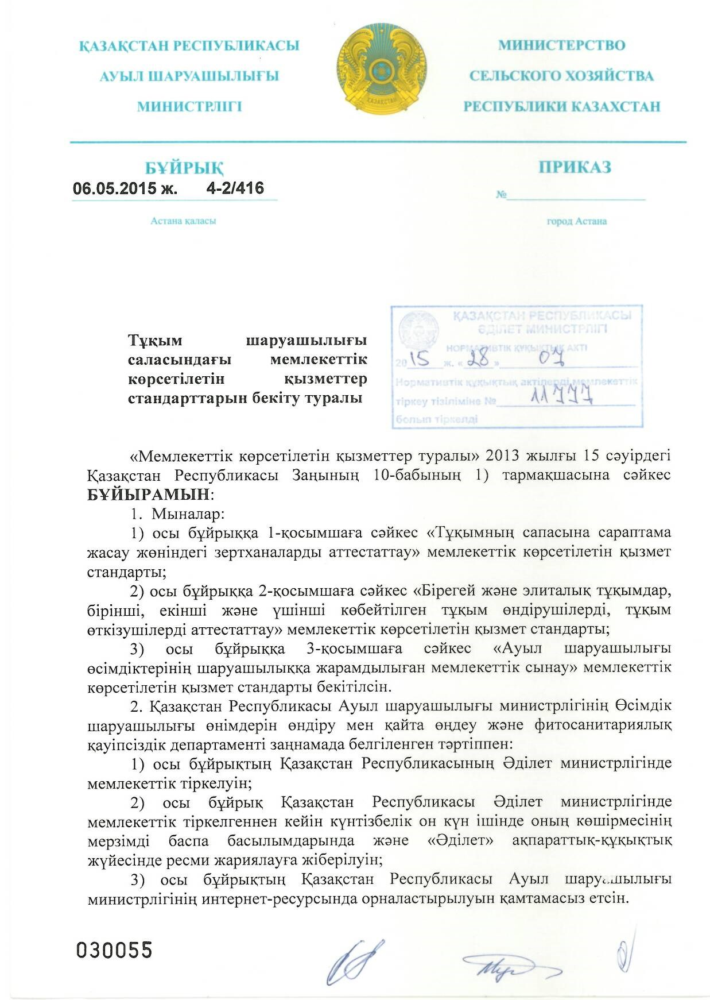 ҚАЗАҚСТАН РЕСПУБЛИКАСЫ
АУЫЛ ШАРУАШЫЛЫҒЫ
МИНИСТРЛІГІ
ҚАЗАҚСТАН
МИНИСТЕРСТВО
СЕЛЬСКОГО ХОЗЯЙСТВА
РЕСПУБЛИКИ КАЗАХСТАН
БҰЙРЫҚ
06.05.2015 ж. 4-2/416
Астана қаласы
ПРИКАЗ
№
город Астана
Тұқым шаруашылығы
саласындағы мемлекеттік
көрсетілетін қызметтер
стандарттарын бекіту туралы
ҚАЗАҚСТАН РЕСПУБЛИКАСЫ
ӘДІЛЕТ МИНИСТРЛІГІ
НОРМАТИВТІК ҚҰҚЫҚТЫҚ АКТІ
2015 ж. «28» 07
Нормативтік құқықтық актілерді мемлекеттік
тіркеу тізіліміне № 11777
болып тіркелді
«Мемлекеттік көрсетілетін қызметтер туралы» 2013 жылғы 15 сәуірдегі
Қазақстан Республикасы Заңының 10-бабының 1) тармақшасына сәйкес
БҰЙЫРАМЫН:
1. Мыналар:
1) осы бұйрыққа 1-қосымшаға сәйкес «Тұқымның сапасына сараптама
жасау жөніндегі зертханаларды аттестаттау» мемлекеттік көрсетілетін қызмет
стандарты;
2) осы бұйрыққа 2-қосымшаға сәйкес «Бірегей және элиталық тұқымдар,
бірінші, екінші және үшінші көбейтілген тұқым өндірушілерді, тұқым
өткізушілерді аттестаттау» мемлекеттік көрсетілетін қызмет стандарты;
3) осы бұйрыққа 3-қосымшаға сәйкес «Ауыл шаруашылығы
өсімдіктерінің шаруашылыққа жарамдылыған мемлекеттік сынау» мемлекеттік
көрсетілетін қызмет стандарты бекітілсін.
2. Қазақстан Республикасы Ауыл шаруашылығы министрлігінің Өсімдік
шаруашылығы өнімдерін өндіру мен қайта өңдеу және фитосанитариялық
қауіпсіздік департаменті заңнамада белгіленген тәртіппен:
1) осы бұйрықтың Қазақстан Республикасының Әділет министрлігінде
мемлекеттік тіркелуін;
2) осы бұйрық Қазақстан Республикасы Әділет министрлігінде
мемлекеттік тіркелгеннен кейін күнтізбелік он күн ішінде оның көшірмесінің
мерзімді баспа басылымдарында және «Әділет» ақпараттық-құқықтық
жүйесінде ресми жариялауға жіберілуін;
3) осы бұйрықтың Қазақстан Республикасы Ауыл шаруашылығы
министрлігінің интернет-ресурсында орналастырылуын қамтамасыз етсін.
030055